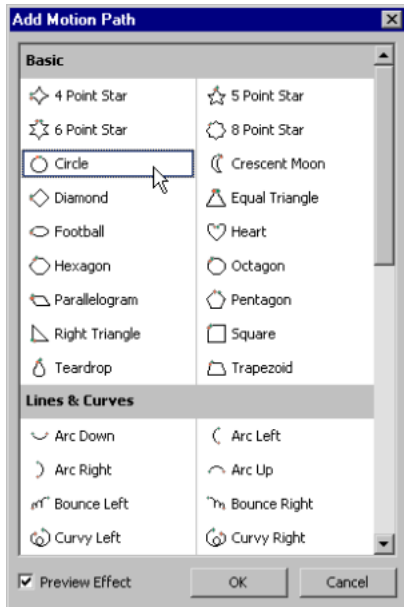 Add Motion Path
Basic
4 Point Star 5 Point Star
6 Point Star 8 Point Star
Circle Crescent Moon
Diamond Equal Triangle
Football Heart
Hexagon Octagon
Parallelogram Pentagon
Right Triangle Square
Teardrop Trapezoid
Lines & Curves
Arc Down Arc Left
Arc Right Arc Up
Bounce Left Bounce Right
Curvy Left Curvy Right
Preview Effect OK Cancel